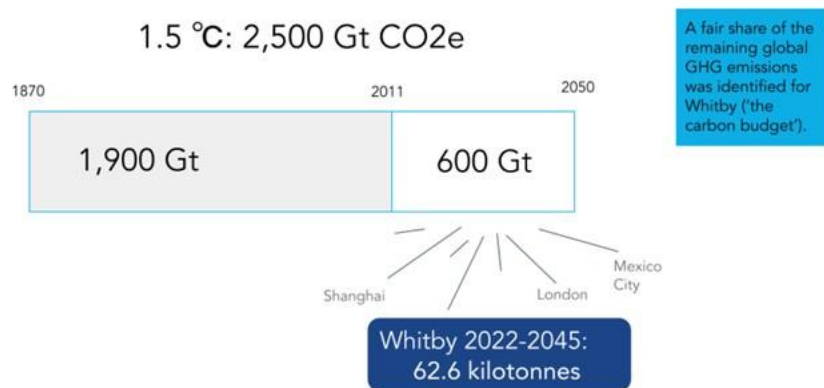 1.5 °C: 2,500 Gt CO2e
A fair share of the
remaining global
GHG emissions
was identified for
Whitby ('the
carbon budget').
1870
2011
2050
1,900 Gt
600 Gt
Shanghai
London
Mexico
City
Whitby 2022-2045:
62.6 kilotonnes